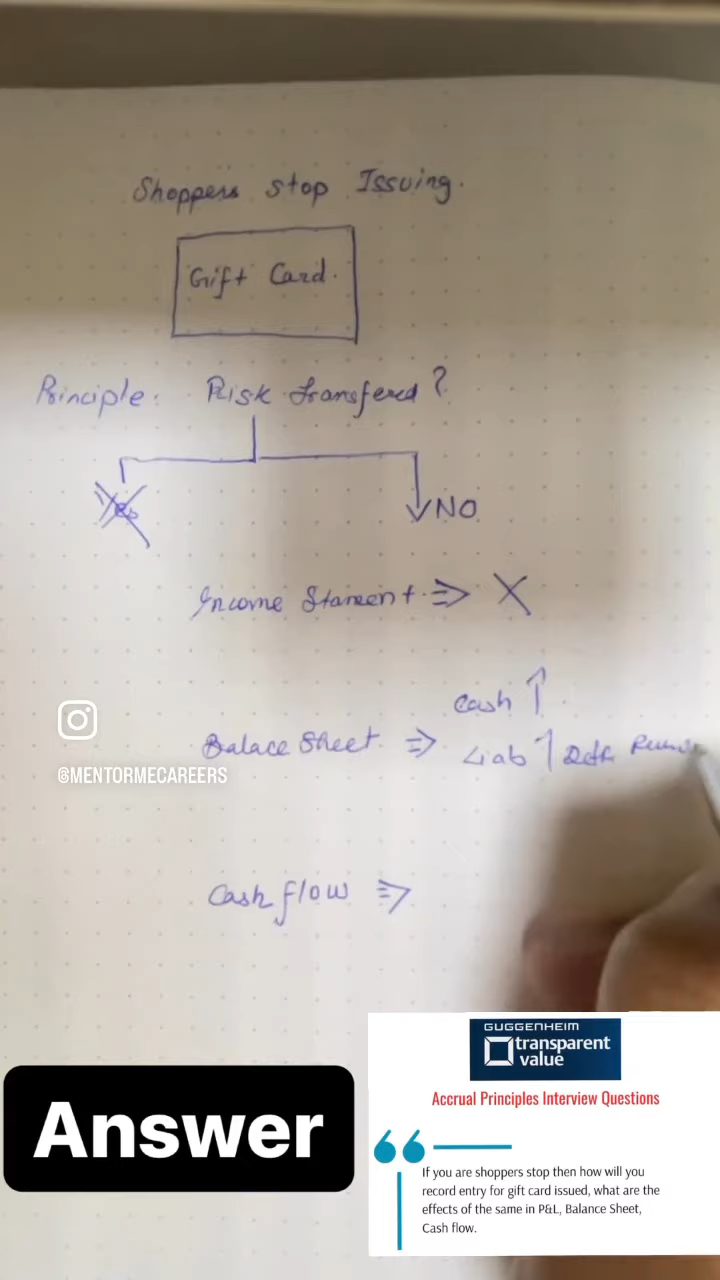 Shoppers stop Issuing.
Gift Card.
Principle: Risk transfered?
Yes
NO
Income Stament. ⇒ X
Cash ↑
Balace Sheet ⇒
Liab ↑
Cash flow ⇒
@MENTORMECAREERS
GUGGENHEIM
transparent
value
Accrual Principles Interview Questions
If you are shoppers stop then how will you
record entry for gift card issued, what are the
effects of the same in P&L, Balance Sheet,
Cash flow.
Answer